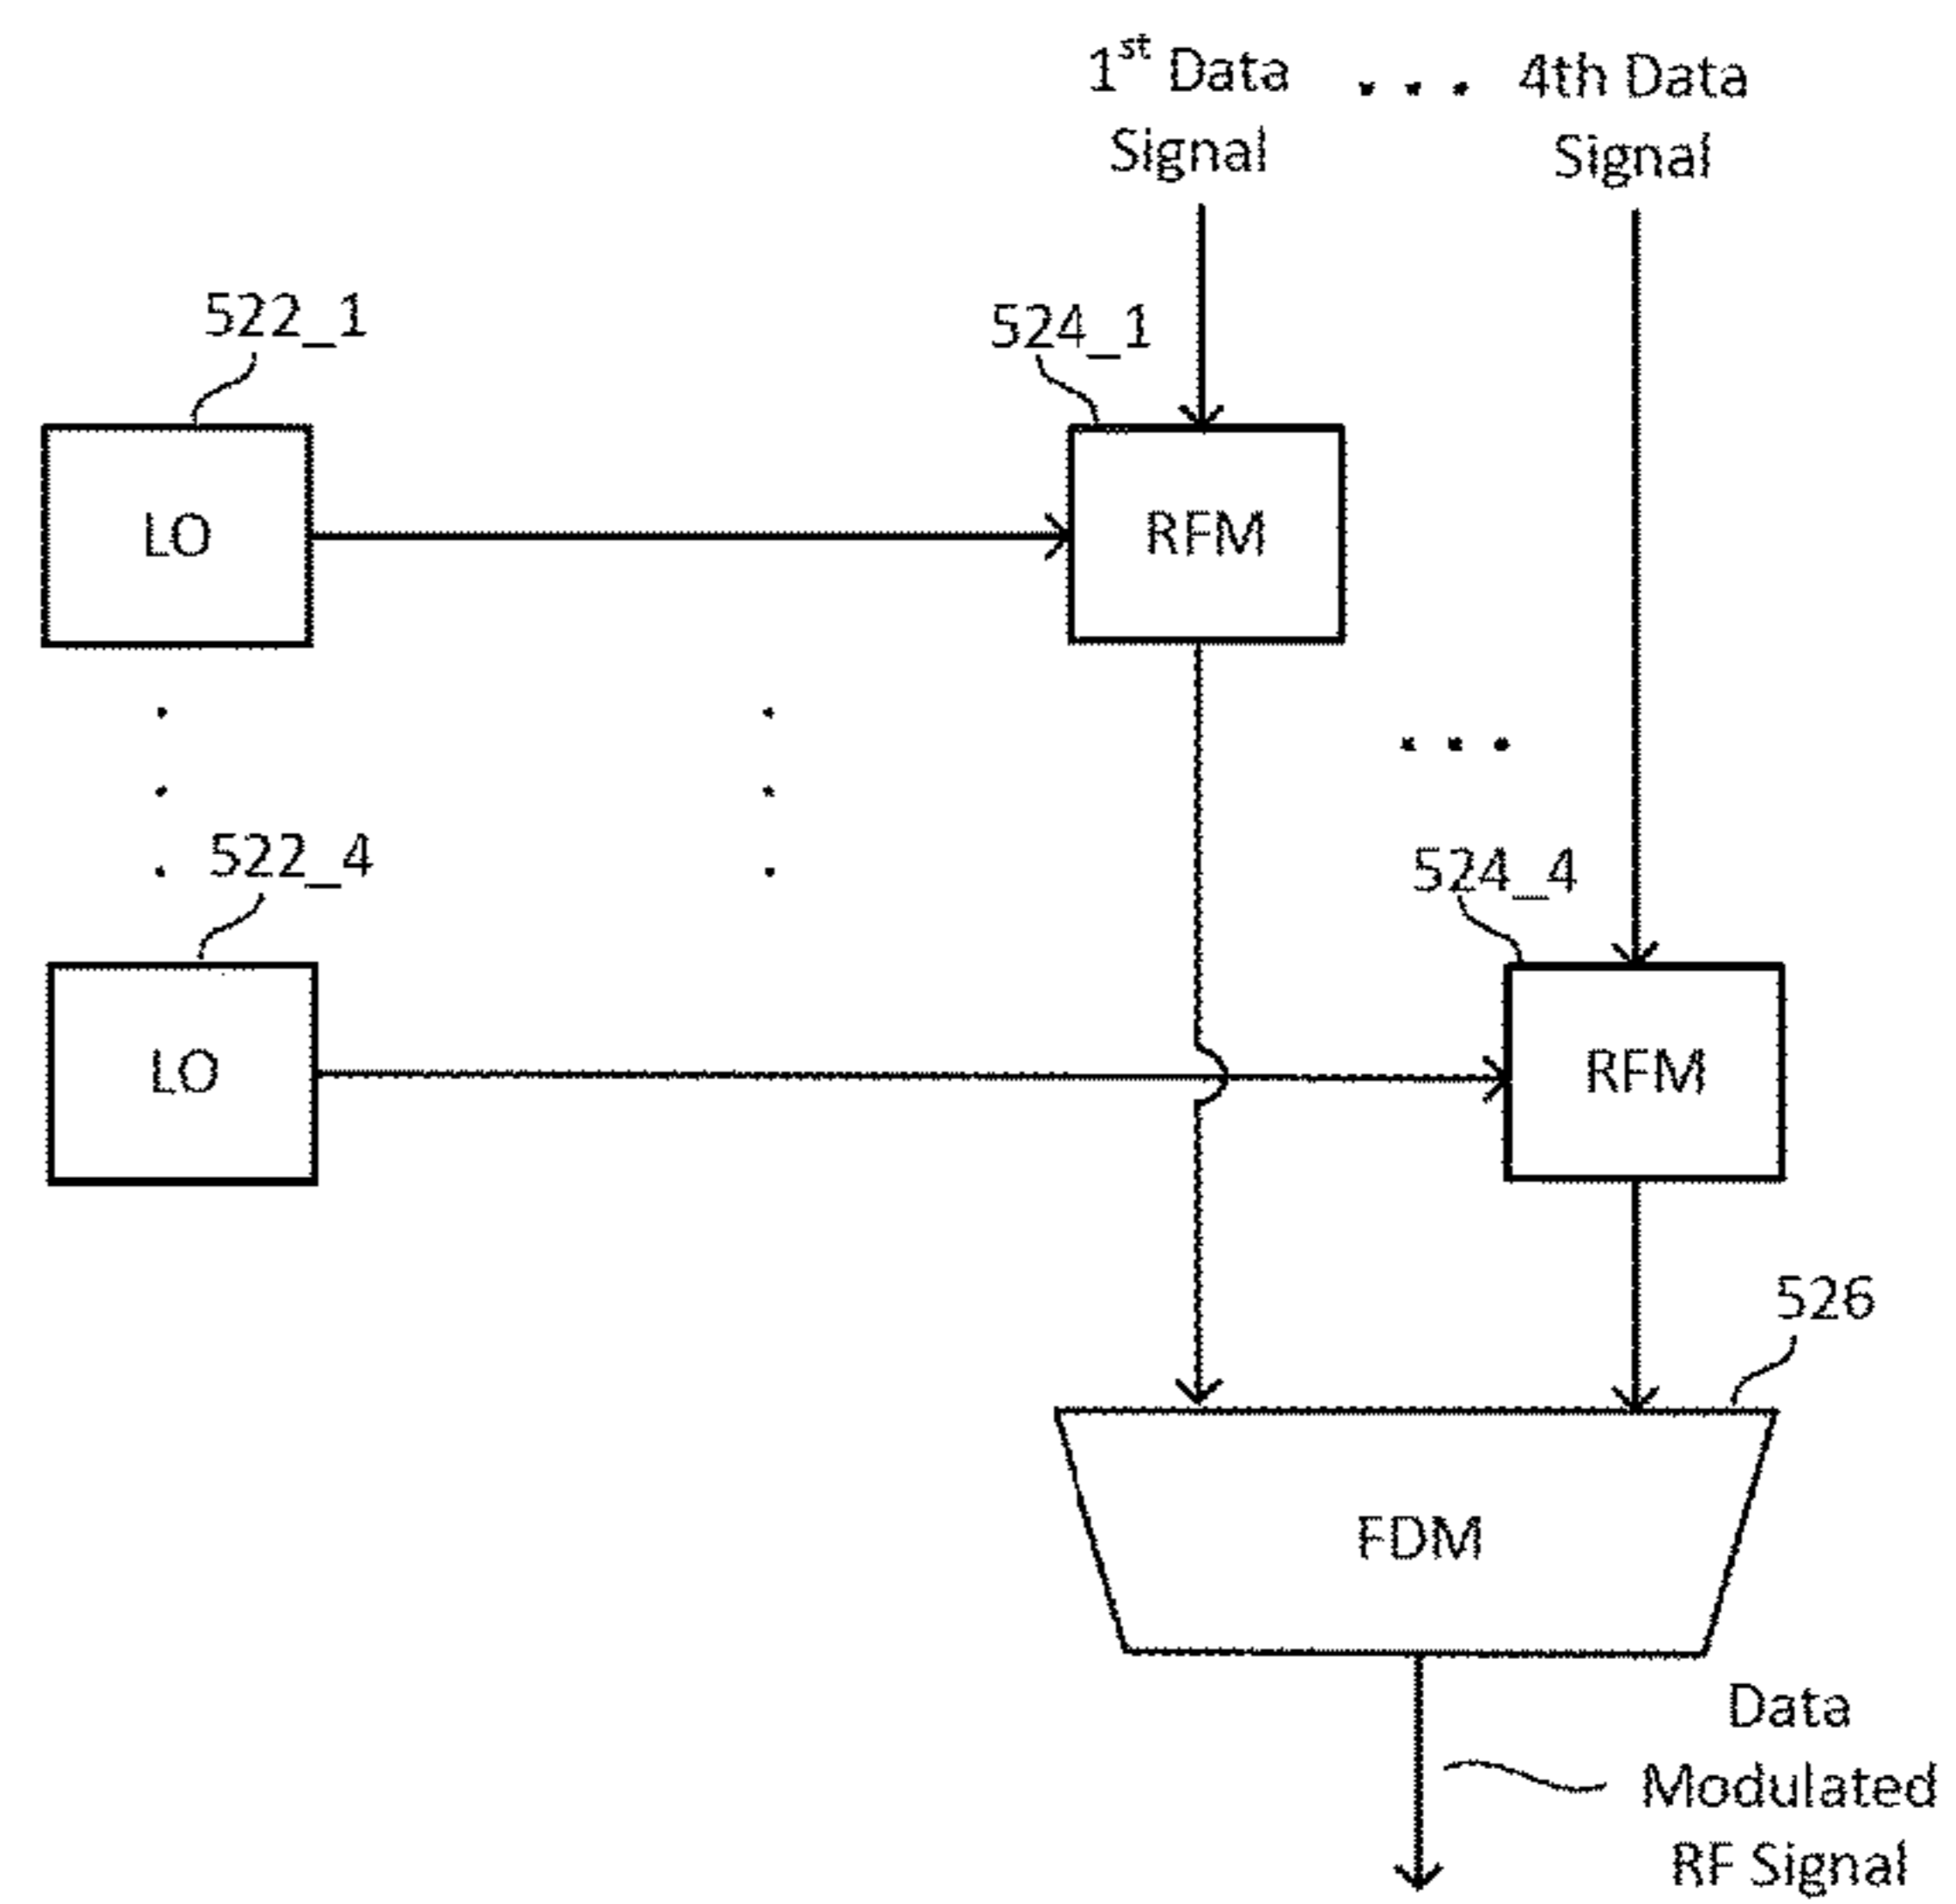 1st Data ... 4th Data
Signal Signal
522_1
524_1
LO
RFM
522_4
524_4
LO
RFM
526
FDM
Data
Modulated
RF Signal